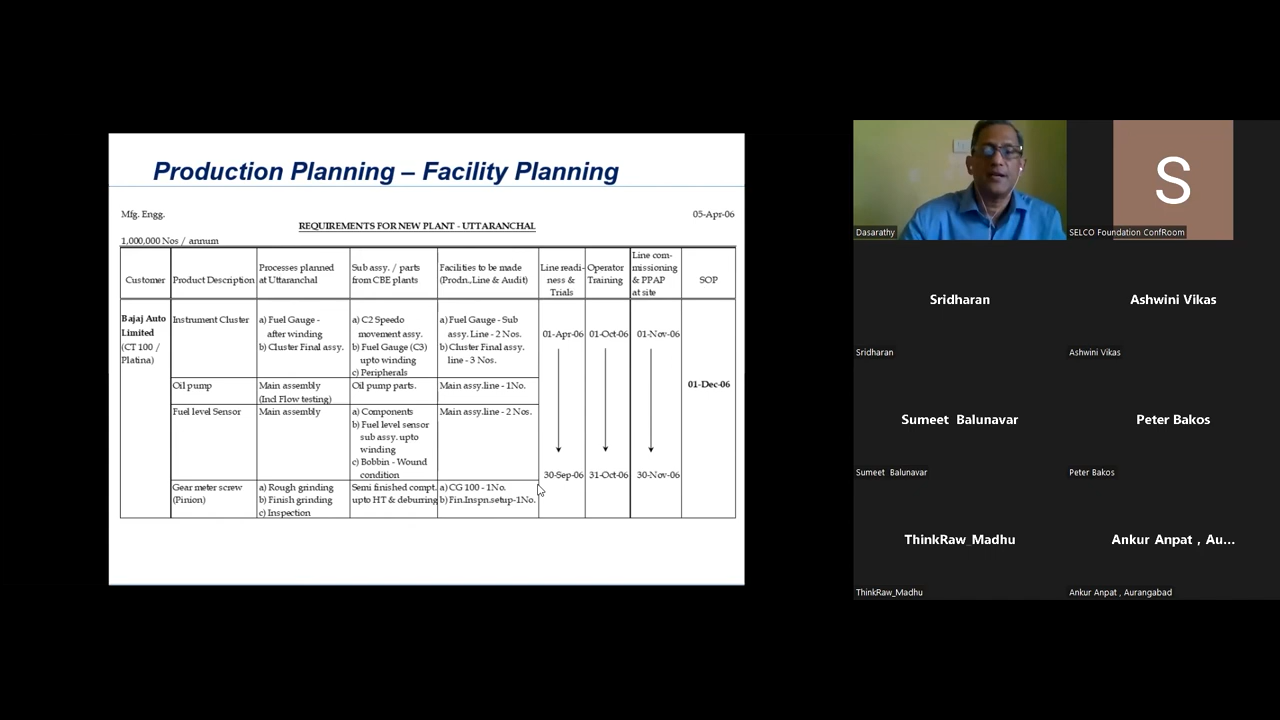 Production Planning – Facility Planning
Mfg. Engg.
05-Apr-06
REQUIREMENTS FOR NEW PLANT - UTTARANCHAL
1,000,000 Nos / annum
Customer
Product Description
Processes planned
at Uttaranchal
Sub assy. / parts
from CBE plants
Facilities to be made
(Prodn.,Line & Audit)
Line readi-
ness &
Trials
Operator
Training
Line com-
missioning
& PPAP
at site
SOP
Bajaj Auto
Limited
(CT 100 /
Platina)
Instrument Cluster
a) Fuel Gauge -
after winding
b) Cluster Final assy.
a) C2 Speedo
movement assy.
b) Fuel Gauge (C3)
upto winding
c) Peripherals
a) Fuel Gauge - Sub
assy. Line - 2 Nos.
b) Cluster Final assy.
line - 3 Nos.
01-Apr-06
01-Oct-06
01-Nov-06
01-Dec-06
Oil pump
Main assembly
(Incl Flow testing)
Oil pump parts.
Main assy.line - 1No.
Fuel level Sensor
Main assembly
a) Components
b) Fuel level sensor
sub assy. upto
winding
c) Bobbin - Wound
condition
Main assy.line - 2 Nos.
30-Sep-06
31-Oct-06
30-Nov-06
Gear meter screw
(Pinion)
a) Rough grinding
b) Finish grinding
c) Inspection
Semi finished compt.
upto HT & deburring
a) CG 100 - 1No.
b) Fin.Inspn.setup-1No.
Dasarathy
S
SELCO Foundation ConfRoom
Sridharan
Sridharan
Ashwini Vikas
Ashwini Vikas
Sumeet Balunavar
Sumeet Balunavar
Peter Bakos
Peter Bakos
ThinkRaw_Madhu
ThinkRaw_Madhu
Ankur Anpat , Au...
Ankur Anpat , Aurangabad